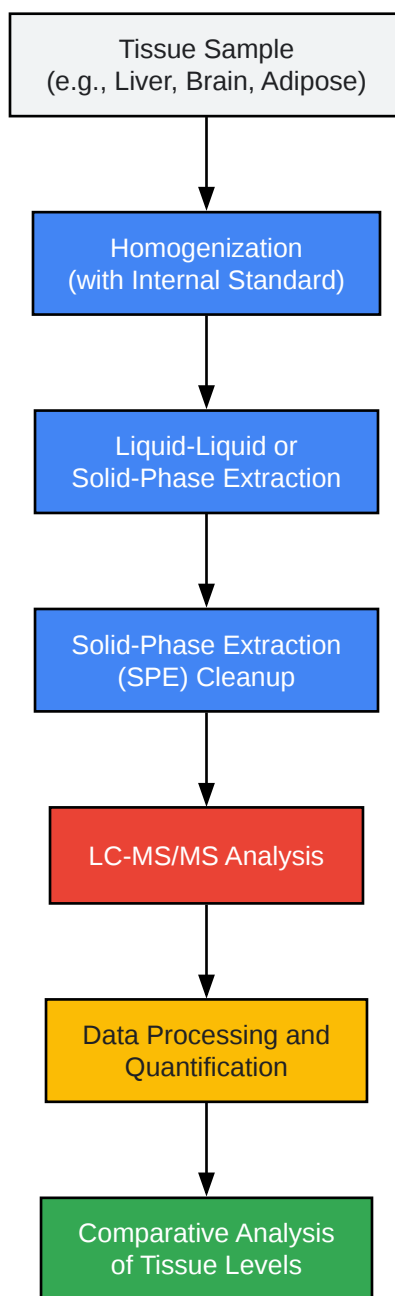 Tissue Sample
(e.g., Liver, Brain, Adipose)
Homogenization
(with Internal Standard)
Liquid-Liquid or
Solid-Phase Extraction
Solid-Phase Extraction
(SPE) Cleanup
LC-MS/MS Analysis
Data Processing and
Quantification
Comparative Analysis
of Tissue Levels